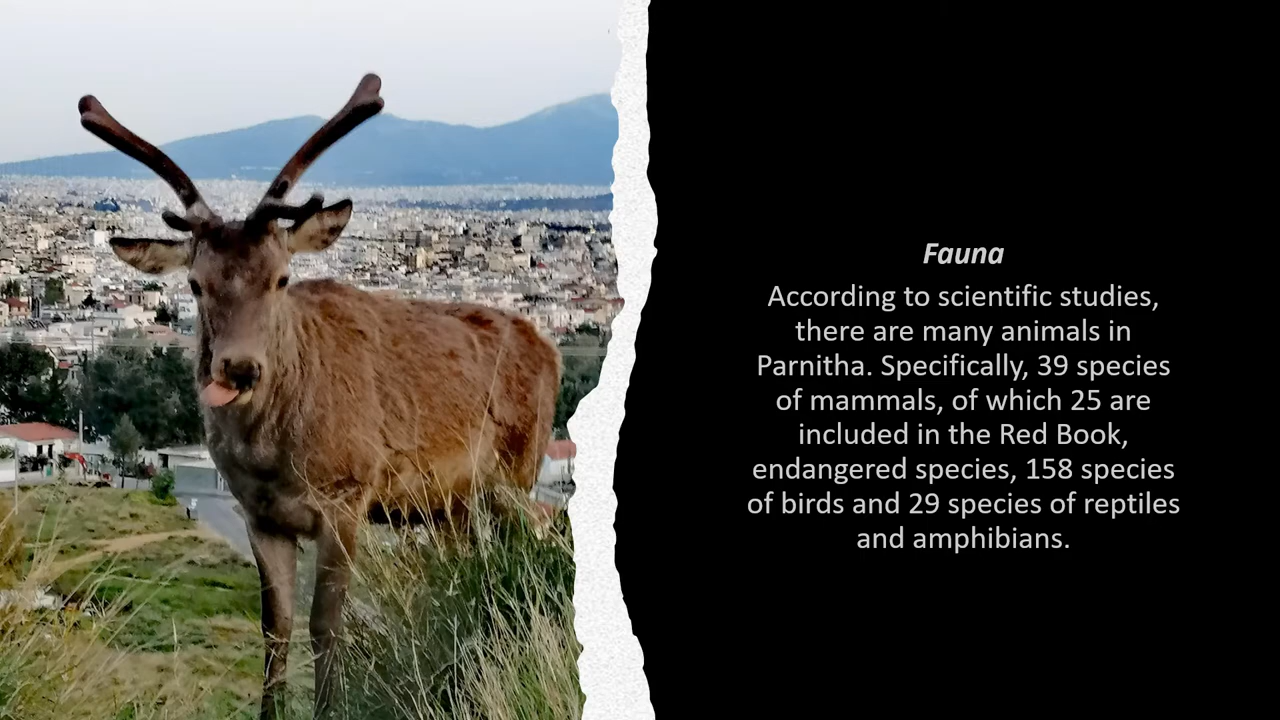 Fauna
According to scientific studies,
there are many animals in
Parnitha. Specifically, 39 species
of mammals, of which 25 are
included in the Red Book,
endangered species, 158 species
of birds and 29 species of reptiles
and amphibians.